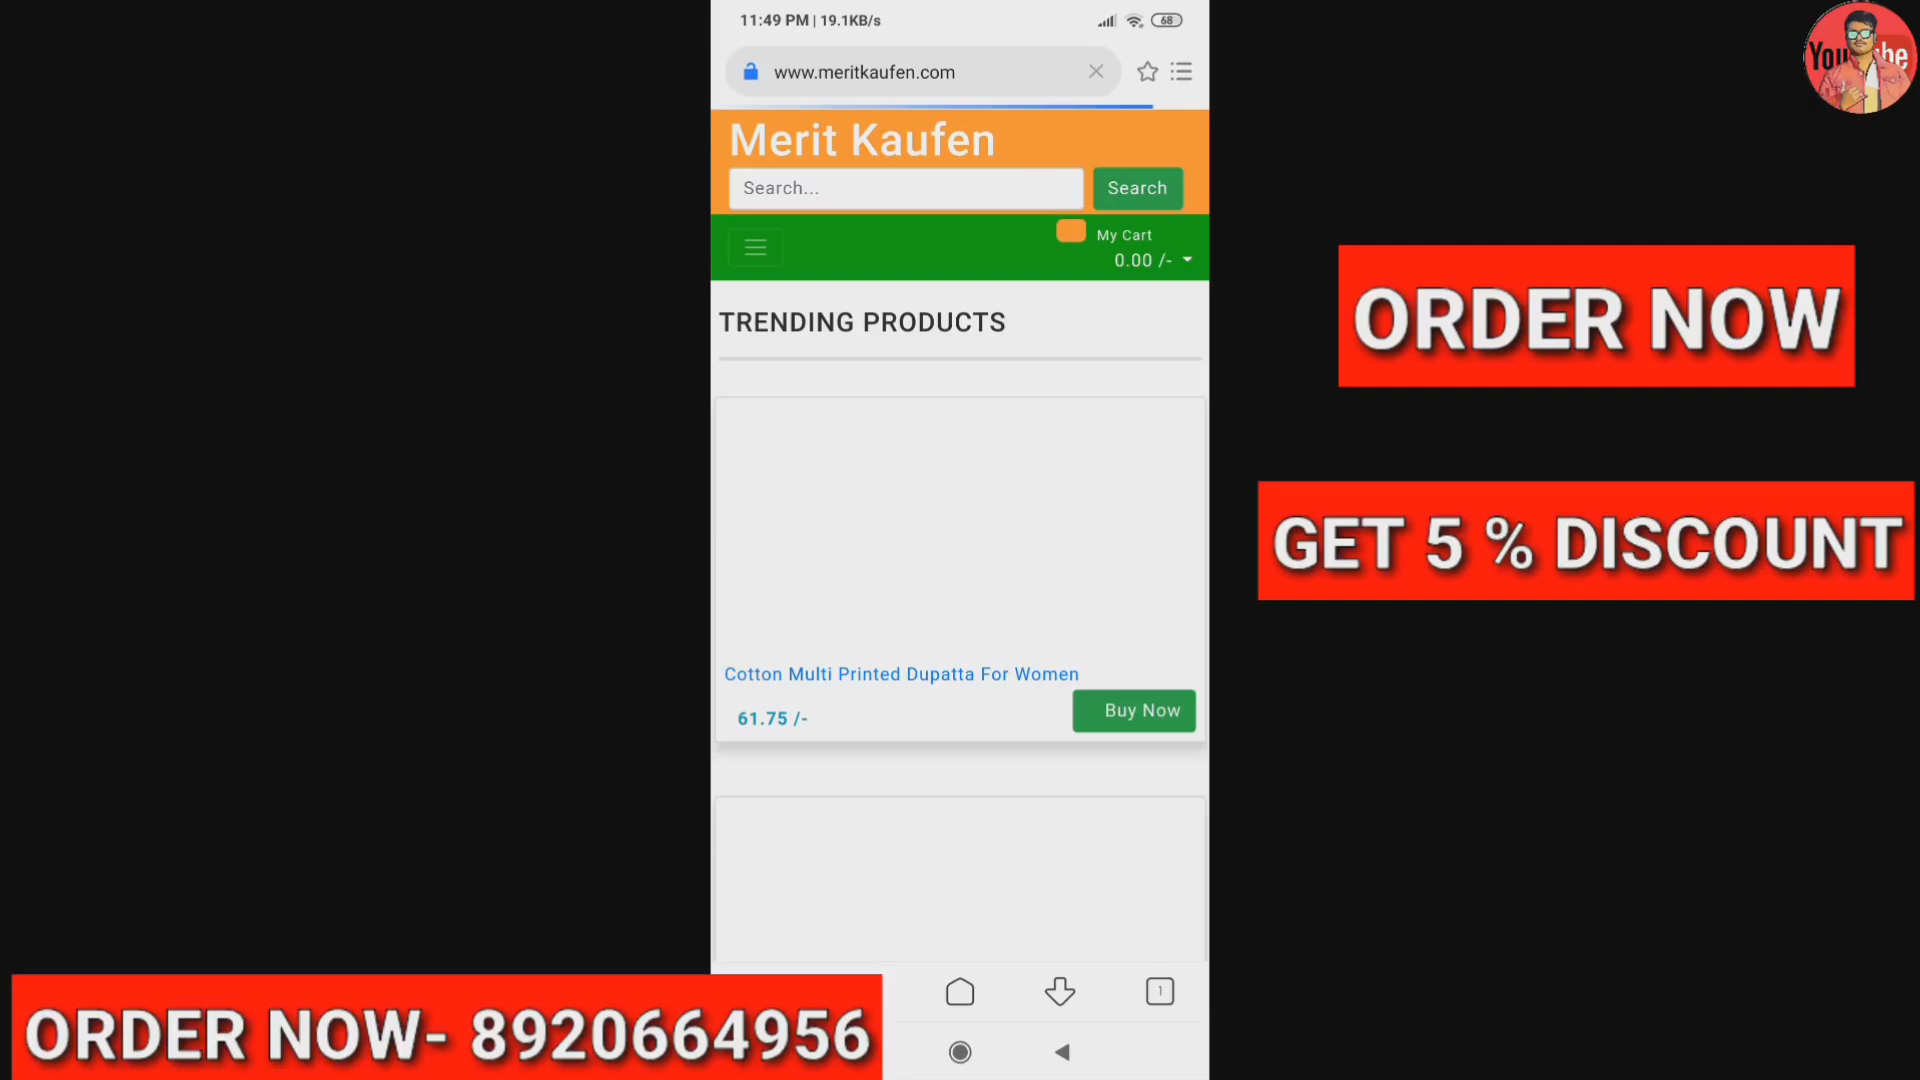 11:49 PM | 19.1KB/s
68
www.meritkaufen.com
Merit Kaufen
Search...
Search
My Cart
0.00 /-
TRENDING PRODUCTS
Cotton Multi Printed Dupatta For Women
61.75 /-
Buy Now
1
ORDER NOW
GET 5 % DISCOUNT
ORDER NOW- 8920664956